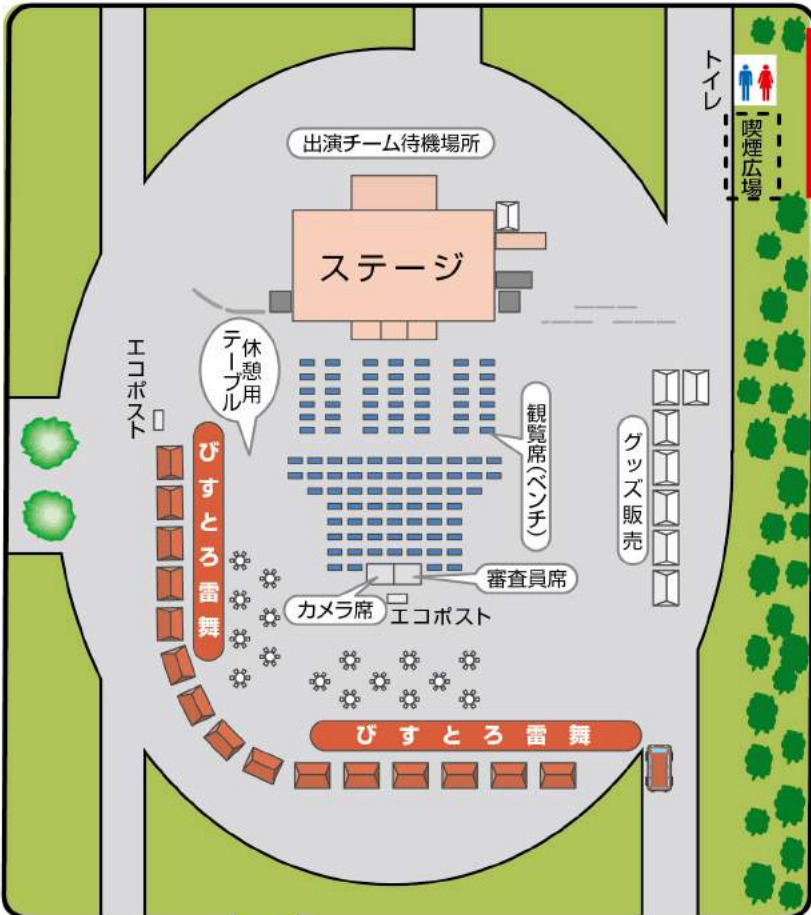 トイレ
喫煙広場
出演チーム待機場所
ステージ
休憩用
テーブル
エコポスト
びすとろ雷舞
観覧席(ベンチ)
グッズ販売
審査員席
カメラ席
エコポスト
びすとろ雷舞